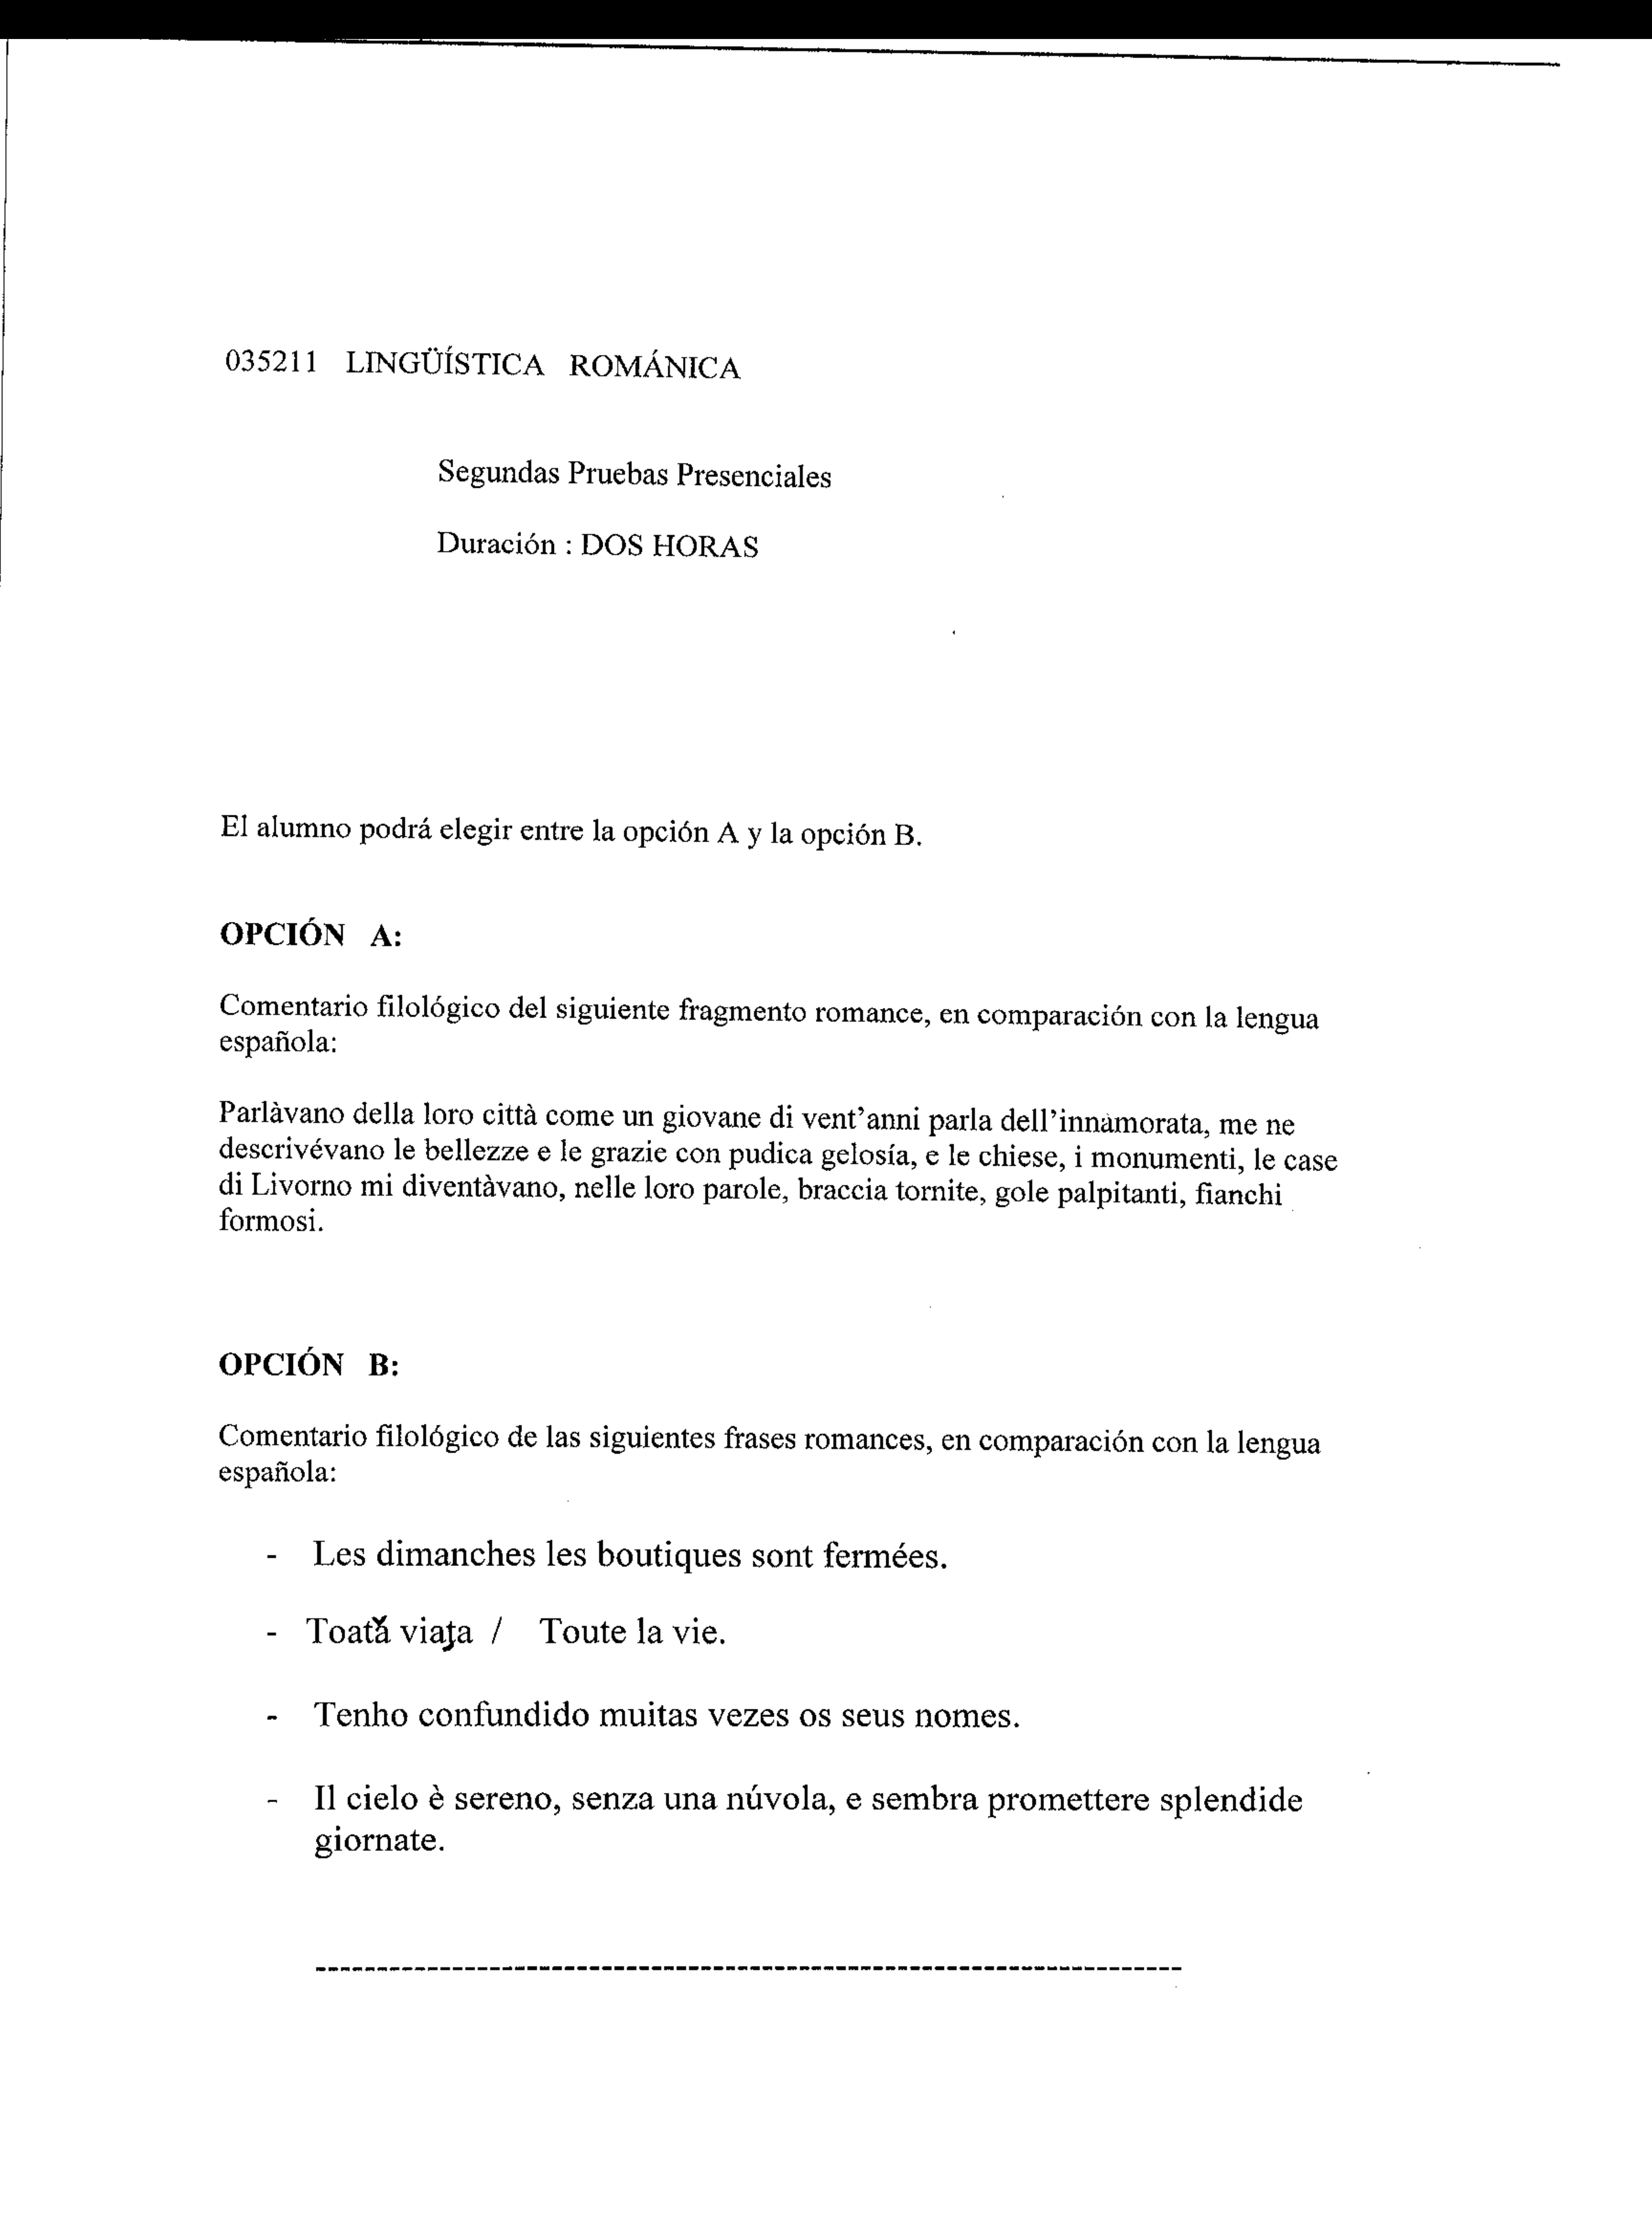 035211 LINGÜÍSTICA ROMÁNICA
Segundas Pruebas Presenciales
Duración : DOS HORAS
El alumno podrá elegir entre la opción A y la opción B.
OPCIÓN A:
Comentario filológico del siguiente fragmento romance, en comparación con la lengua
española:
Parlàvano della loro città come un giovane di vent'anni parla dell'innamorata, me ne
descrivévano le bellezze e le grazie con pudica gelosía, e le chiese, i monumenti, le case
di Livorno mi diventàvano, nelle loro parole, braccia tornite, gole palpitanti, fianchi
formosi.
OPCIÓN B:
Comentario filológico de las siguientes frases romances, en comparación con la lengua
española:
- Les dimanches les boutiques sont fermées.
- Toată viaţa / Toute la vie.
- Tenho confundido muitas vezes os seus nomes.
- Il cielo è sereno, senza una núvola, e sembra promettere splendide
giornate.